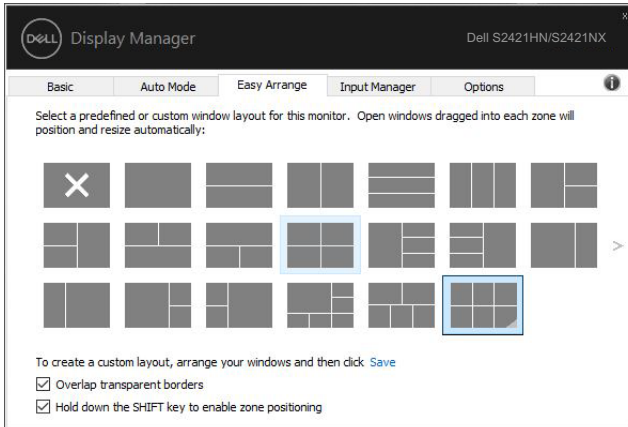 DELL Display Manager
Dell S2421HN/S2421NX
Basic Auto Mode Easy Arrange Input Manager Options
Select a predefined or custom window layout for this monitor. Open windows dragged into each zone will
position and resize automatically:
To create a custom layout, arrange your windows and then click Save
Overlap transparent borders
Hold down the SHIFT key to enable zone positioning